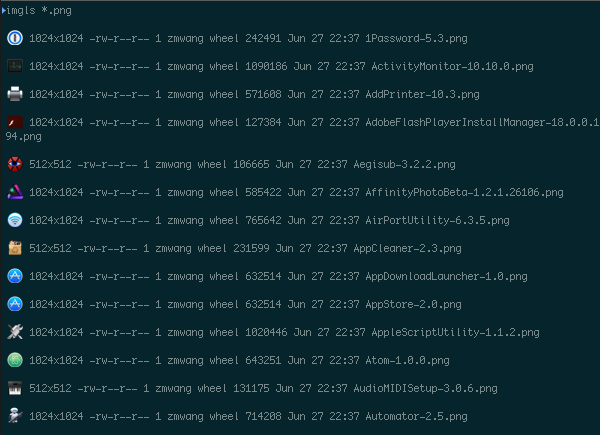 imgls *.png
1024x1024 -rw-r--r-- 1 zmwang wheel 242491 Jun 27 22:37 1Password-5.3.png
1024x1024 -rw-r--r-- 1 zmwang wheel 1090186 Jun 27 22:37 ActivityMonitor-10.10.0.png
1024x1024 -rw-r--r-- 1 zmwang wheel 571608 Jun 27 22:37 AddPrinter-10.3.png
1024x1024 -rw-r--r-- 1 zmwang wheel 127384 Jun 27 22:37 AdobeFlashPlayerInstallManager-18.0.0.1
94.png
512x512 -rw-r--r-- 1 zmwang wheel 106665 Jun 27 22:37 Aegisub-3.2.2.png
1024x1024 -rw-r--r-- 1 zmwang wheel 585422 Jun 27 22:37 AffinityPhotoBeta-1.2.1.26106.png
1024x1024 -rw-r--r-- 1 zmwang wheel 765642 Jun 27 22:37 AirPortUtility-6.3.5.png
512x512 -rw-r--r-- 1 zmwang wheel 231599 Jun 27 22:37 AppCleaner-2.3.png
1024x1024 -rw-r--r-- 1 zmwang wheel 632514 Jun 27 22:37 AppDownloadLauncher-1.0.png
1024x1024 -rw-r--r-- 1 zmwang wheel 632514 Jun 27 22:37 AppStore-2.0.png
1024x1024 -rw-r--r-- 1 zmwang wheel 1020446 Jun 27 22:37 AppleScriptUtility-1.1.2.png
1024x1024 -rw-r--r-- 1 zmwang wheel 643251 Jun 27 22:37 Atom-1.0.0.png
512x512 -rw-r--r-- 1 zmwang wheel 131175 Jun 27 22:37 AudioMIDISetup-3.0.6.png
1024x1024 -rw-r--r-- 1 zmwang wheel 714208 Jun 27 22:37 Automator-2.5.png